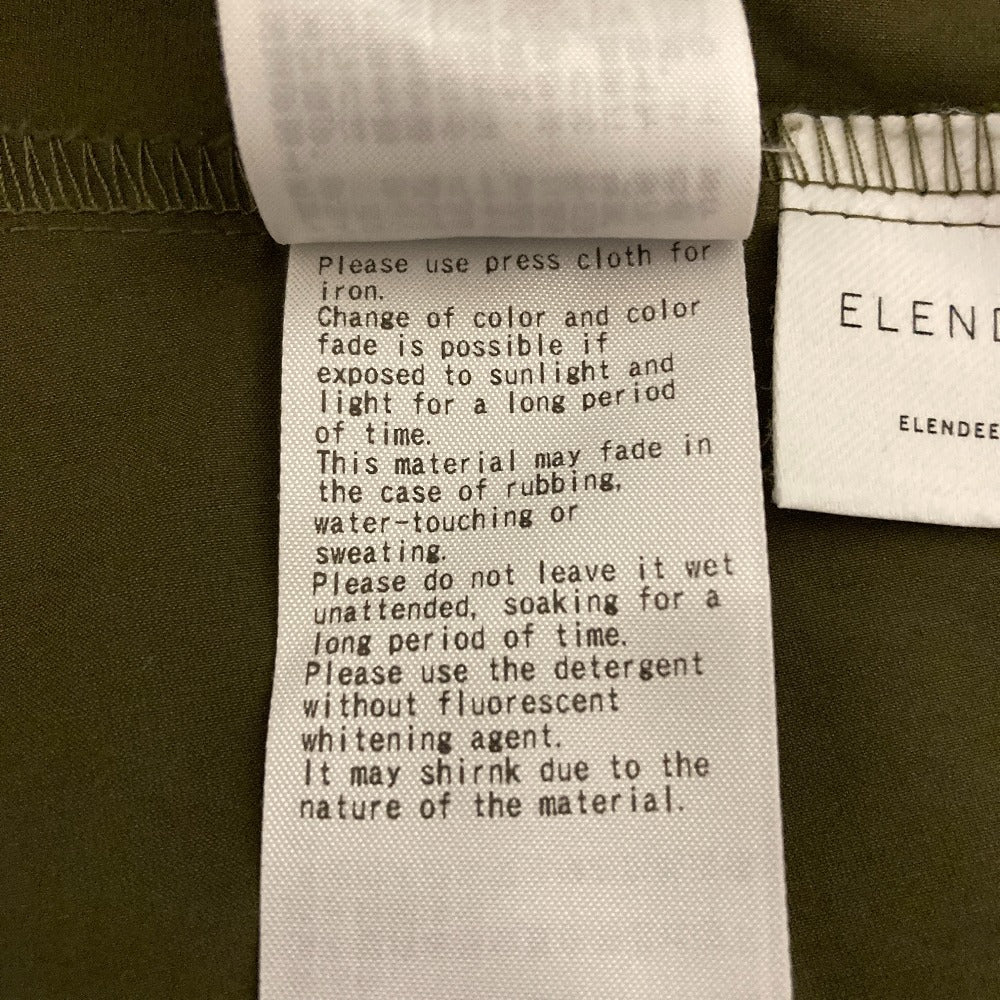 Please use press cloth for
iron.
Change of color and color
fade is possible if
exposed to sunlight and
light for a long period
of time.
This material may fade in
the case of rubbing,
water-touching or
sweating.
Please do not leave it wet
unattended, soaking for a
long period of time.
Please use the detergent
without fluorescent
whitening agent.
It may shirnk due to the
nature of the material.
ELEND
ELENDEE